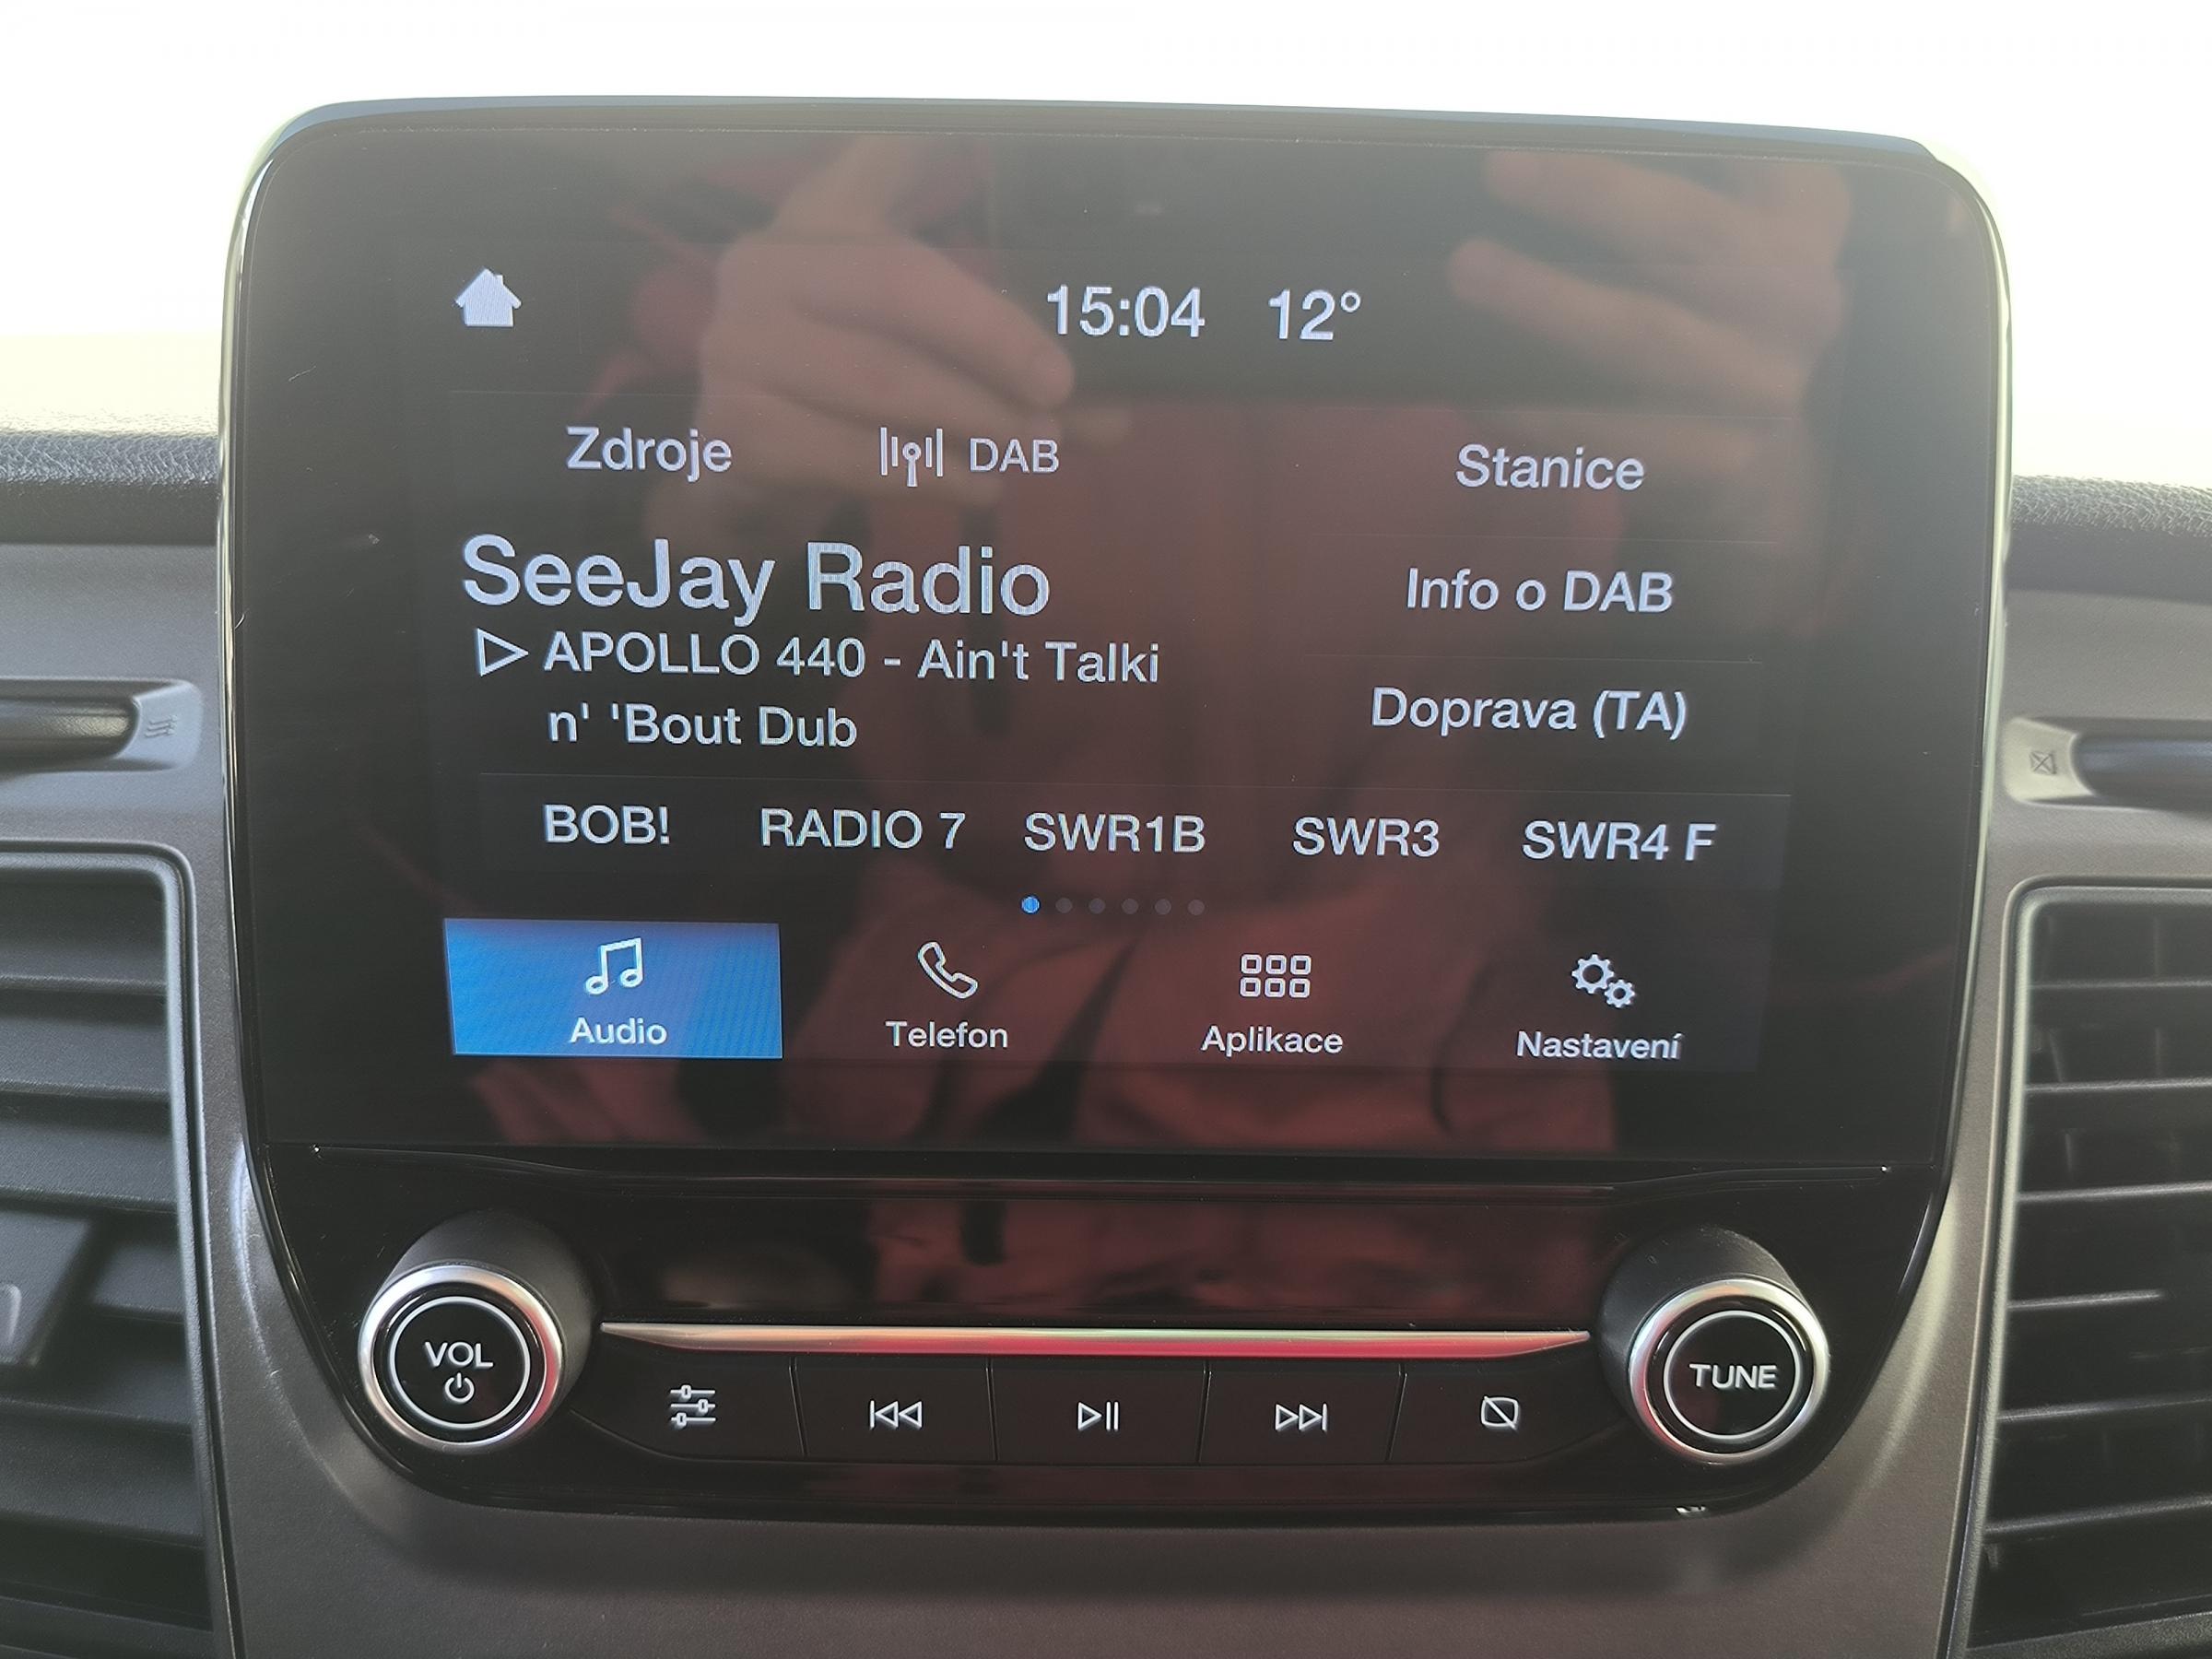 15:04 12°
Zdroje DAB Stanice
SeeJay Radio
Info o DAB
APOLLO 440 - Ain't Talki
n' 'Bout Dub
Doprava (TA)
BOB! RADIO 7 SWR1B SWR3 SWR4 F
Audio Telefon Aplikace Nastavení
VOL TUNE